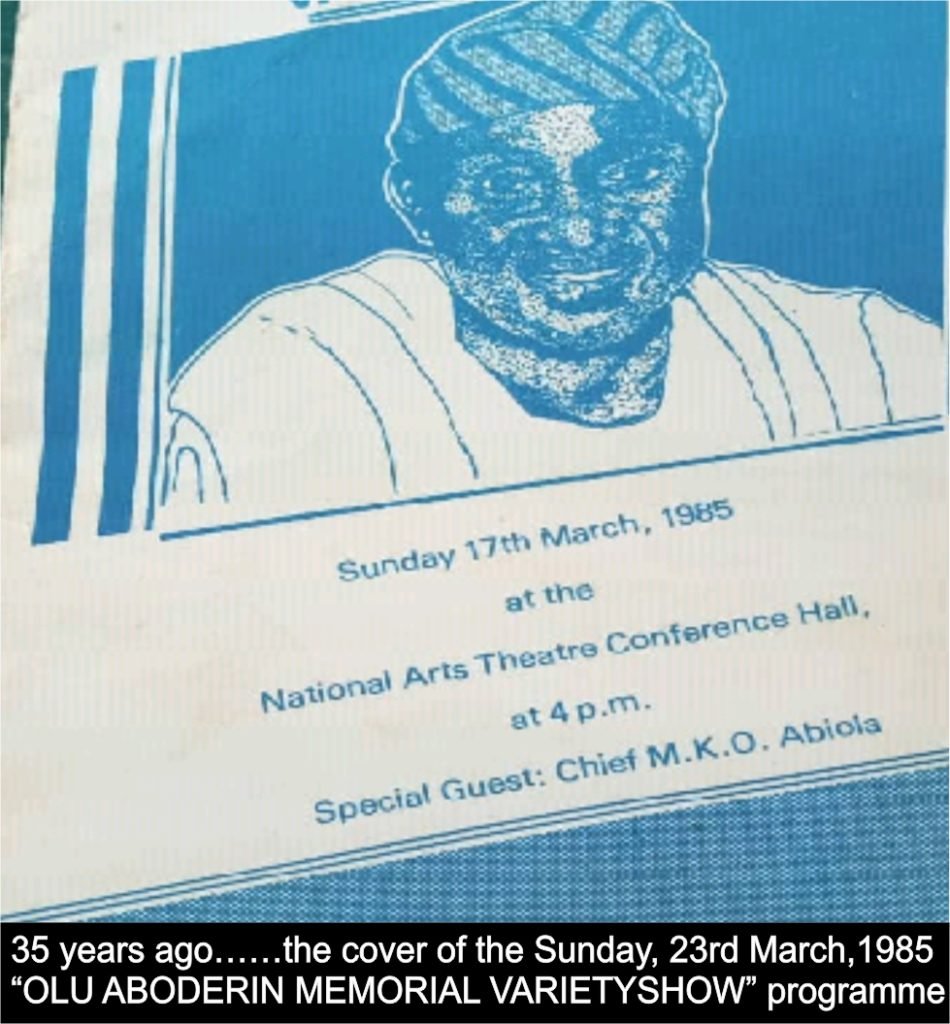 Sunday 17th March, 1985
at the
National Arts Theatre Conference Hall,
at 4 p.m.
Special Guest: Chief M.K.O. Abiola
35 years ago......the cover of the Sunday, 23rd March,1985
“OLU ABODERIN MEMORIAL VARIETYSHOW” programme